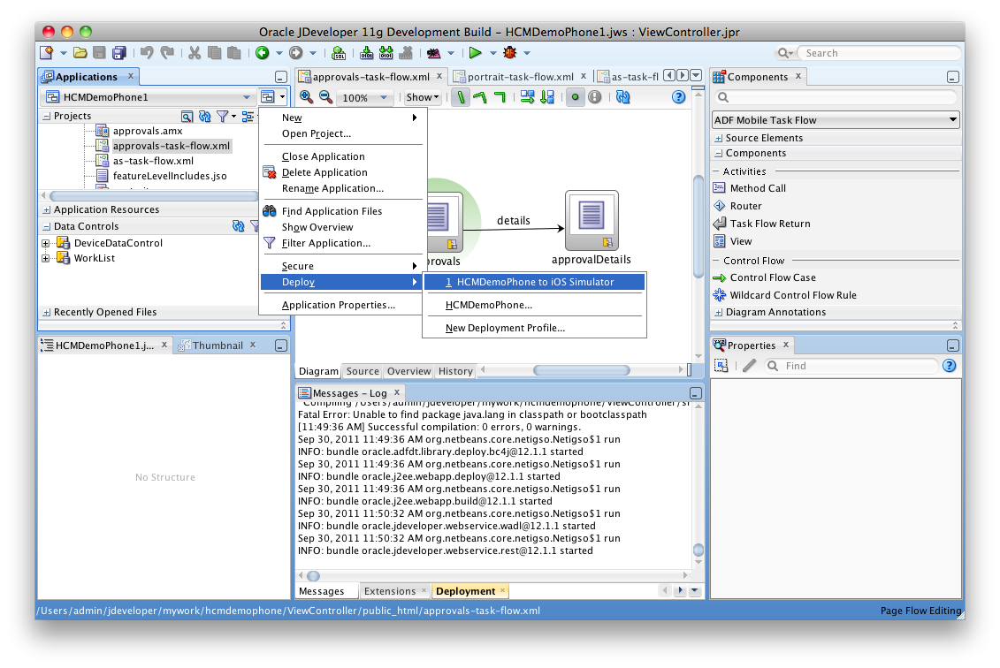 Oracle JDeveloper 11g Development Build – HCMDemoPhone1.jws : ViewController.jpr
Search
Applications
HCMDemoPhone1
Projects
approvals.amx
approvals-task-flow.xml
as-task-flow.xml
featureLevelIncludes.jso
Application Resources
Data Controls
DeviceDataControl
WorkList
Recently Opened Files
New
Open Project...
Close Application
Delete Application
Rename Application...
Find Application Files
Show Overview
Filter Application...
Secure
Deploy
Application Properties...
1 HCMDemoPhone to iOS Simulator
HCMDemoPhone...
New Deployment Profile...
approvals-task-flow.xml
portrait-task-flow.xml
as-task-fl
100%
Show
details
provals
approvalDetails
Diagram
Source
Overview
History
Components
ADF Mobile Task Flow
Source Elements
Components
Activities
Method Call
Router
Task Flow Return
View
Control Flow
Control Flow Case
Wildcard Control Flow Rule
Diagram Annotations
HCMDemoPhone1.j...
Thumbnail
No Structure
Messages – Log
Compiling /Users/admin/jdeveloper/mywork/hcmdemophone/ViewController/sr
Fatal Error: Unable to find package java.lang in classpath or bootclasspath
[11:49:36 AM] Successful compilation: 0 errors, 0 warnings.
Sep 30, 2011 11:49:36 AM org.netbeans.core.netigso.Netigso$1 run
INFO: bundle oracle.adfdt.library.deploy.bc4j@12.1.1 started
Sep 30, 2011 11:49:36 AM org.netbeans.core.netigso.Netigso$1 run
INFO: bundle oracle.j2ee.webapp.deploy@12.1.1 started
Sep 30, 2011 11:49:36 AM org.netbeans.core.netigso.Netigso$1 run
INFO: bundle oracle.j2ee.webapp.build@12.1.1 started
Sep 30, 2011 11:50:32 AM org.netbeans.core.netigso.Netigso$1 run
INFO: bundle oracle.jdeveloper.webservice.wadl@12.1.1 started
Sep 30, 2011 11:50:32 AM org.netbeans.core.netigso.Netigso$1 run
INFO: bundle oracle.jdeveloper.webservice.rest@12.1.1 started
Messages
Extensions
Deployment
Properties
Find
/Users/admin/jdeveloper/mywork/hcmdemophone/ViewController/public_html/approvals-task-flow.xml
Page Flow Editing